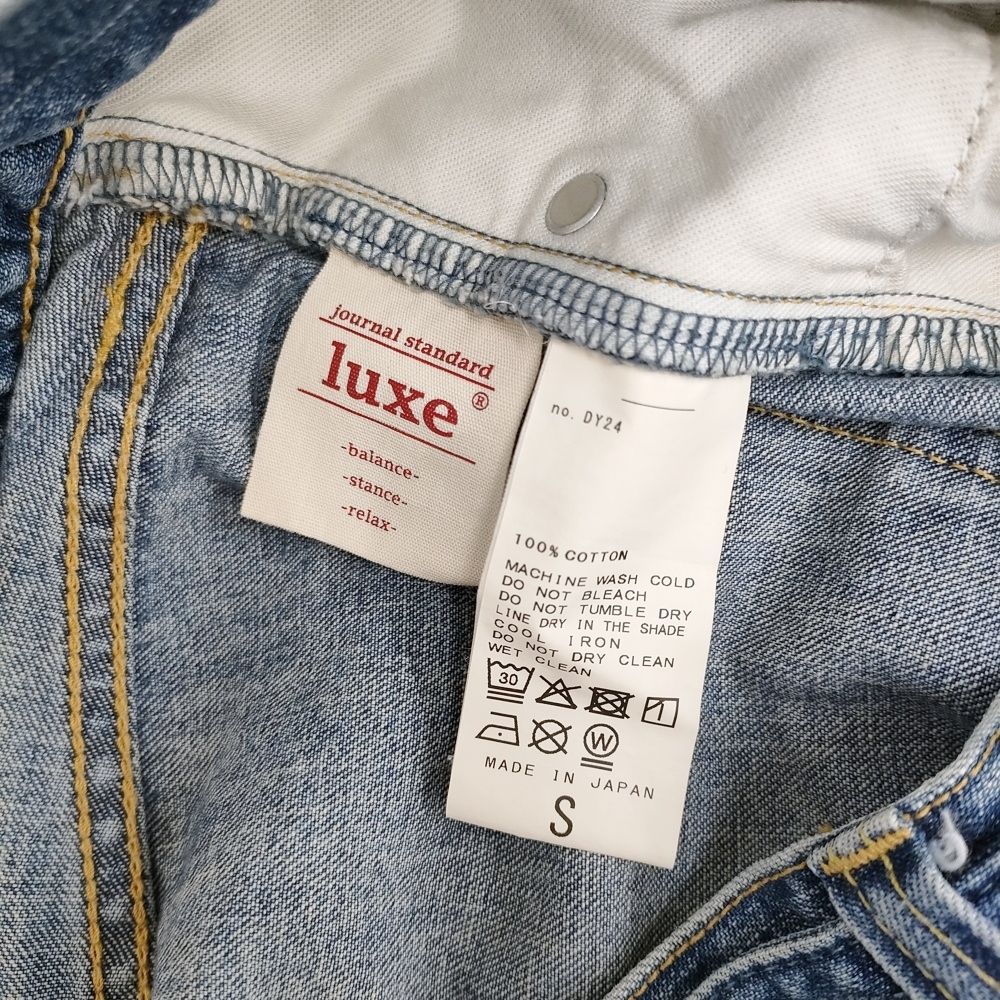 journal standard
luxe®
-balance-
-stance-
-relax-
no. DY24
100% COTTON
MACHINE WASH COLD
DO NOT BLEACH
DO NOT TUMBLE DRY
LINE DRY IN THE SHADE
COOL IRON
DO NOT DRY CLEAN
WET CLEAN
30
W
MADE IN JAPAN
S